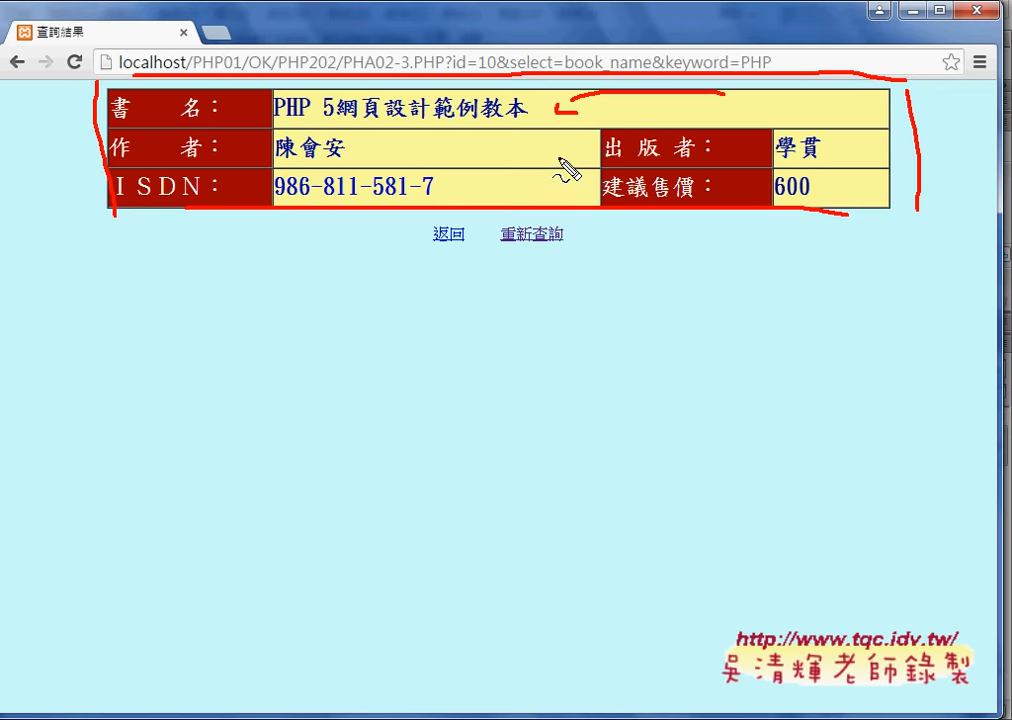 查詢結果
localhost/PHP01/OK/PHP202/PHA02-3.PHP?id=10&select=book_name&keyword=PHP
書 名： PHP 5網頁設計範例教本
作 者： 陳會安 出 版 者： 學貫
ＩＳＤＮ： 986-811-581-7 建議售價： 600
返回 重新查詢
http://www.tqc.idv.tw/
吳清輝老師錄製